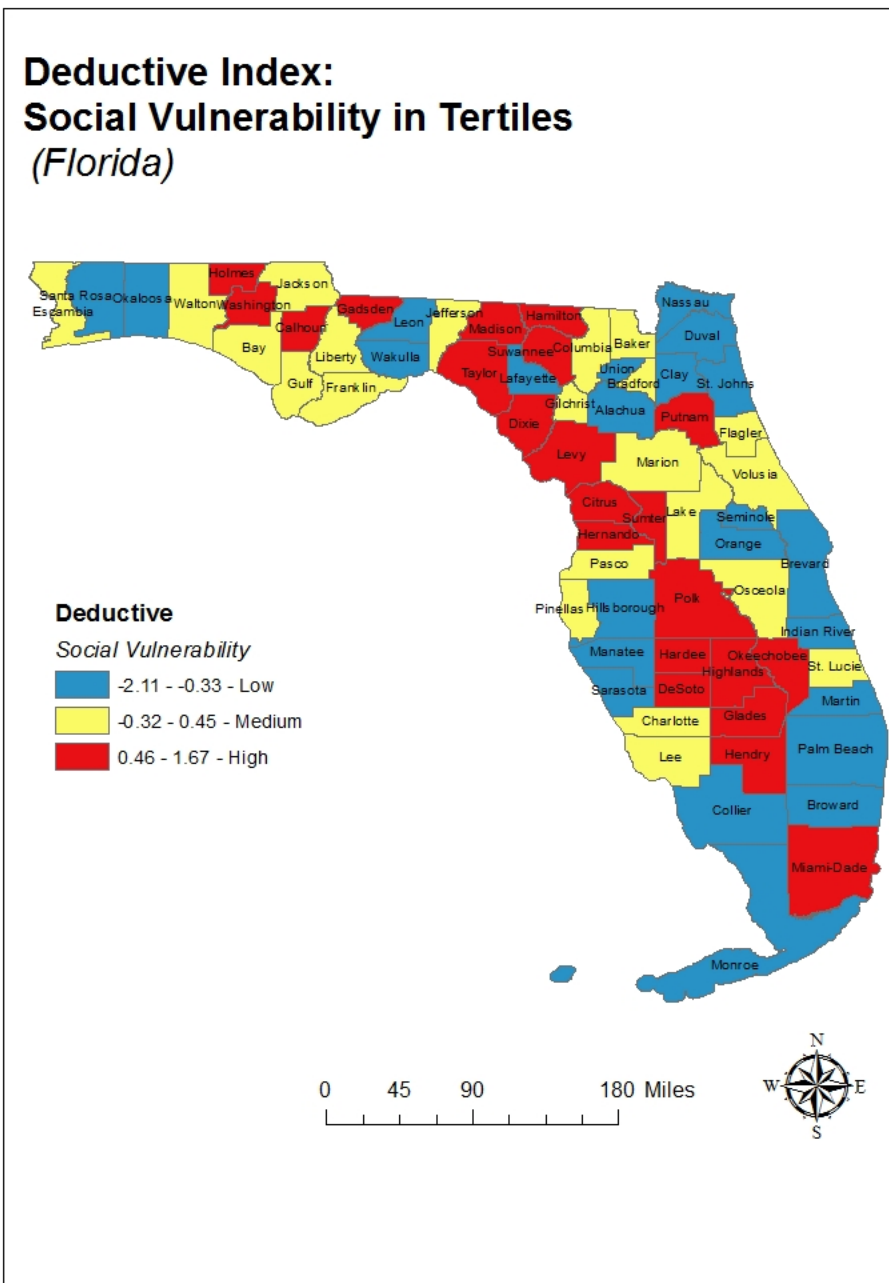 Deductive Index:
Social Vulnerability in Tertiles
(Florida)
Holmes
Jackson
Santa Rosa
Okaloosa
Walton
Washington
Escambia
Calhoun
Gadsden
Leon
Jefferson
Madison
Hamilton
Nassau
Bay
Liberty
Wakulla
Suwannee
Columbia
Baker
Duval
Gulf
Franklin
Taylor
Lafayette
Union
Bradford
Clay
St. Johns
Gilchrist
Alachua
Putnam
Dixie
Flagler
Levy
Marion
Volusia
Citrus
Sumter
Lake
Seminole
Hernando
Orange
Brevard
Pasco
Osceola
Polk
Pinellas
Hillsborough
Indian River
Manatee
Hardee
Okeechobee
Highlands
St. Lucie
Sarasota
DeSoto
Martin
Charlotte
Glades
Lee
Hendry
Palm Beach
Collier
Broward
Miami-Dade
Monroe
Deductive
Social Vulnerability
-2.11 - -0.33 - Low
-0.32 - 0.45 - Medium
0.46 - 1.67 - High
N
W
E
S
0 45 90 180 Miles